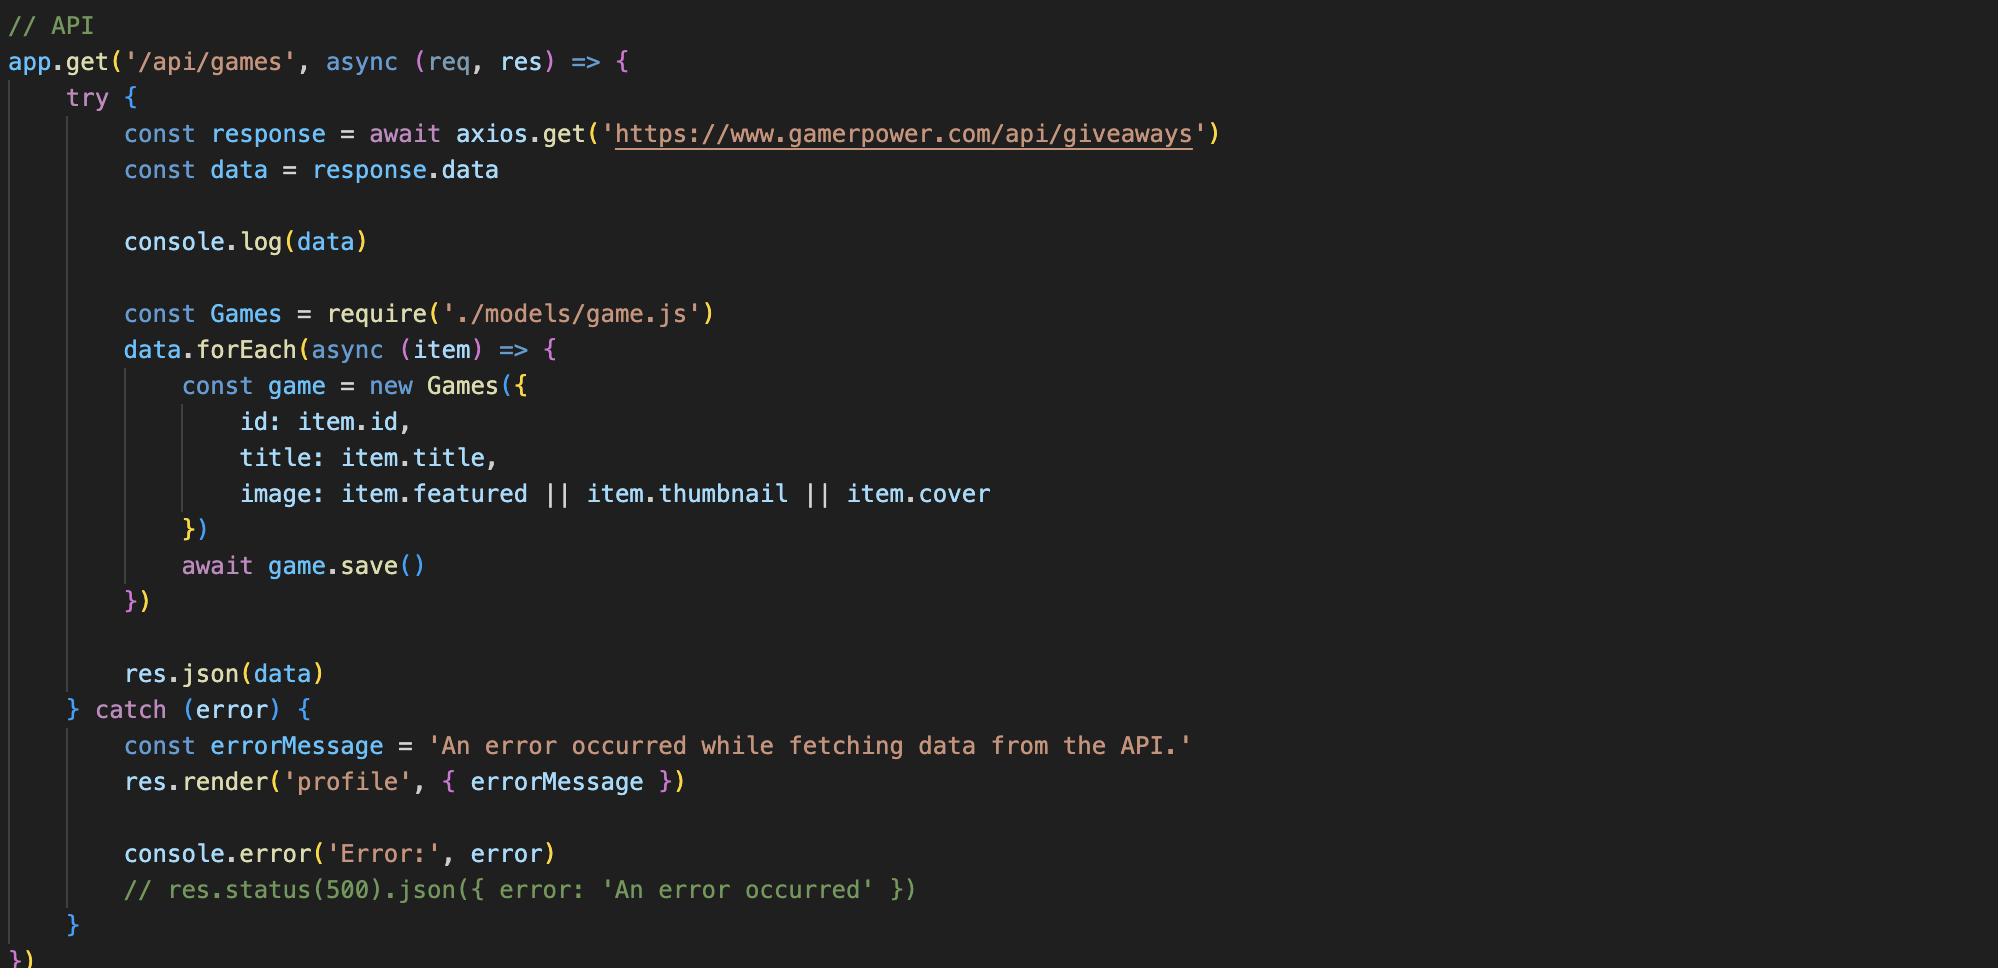 // API
app.get('/api/games', async (req, res) => {
    try {
        const response = await axios.get('https://www.gamerpower.com/api/giveaways')
        const data = response.data

        console.log(data)

        const Games = require('./models/game.js')
        data.forEach(async (item) => {
            const game = new Games({
                id: item.id,
                title: item.title,
                image: item.featured || item.thumbnail || item.cover
            })
            await game.save()
        })

        res.json(data)
    } catch (error) {
        const errorMessage = 'An error occurred while fetching data from the API.'
        res.render('profile', { errorMessage })

        console.error('Error:', error)
        // res.status(500).json({ error: 'An error occurred' })
    }
})